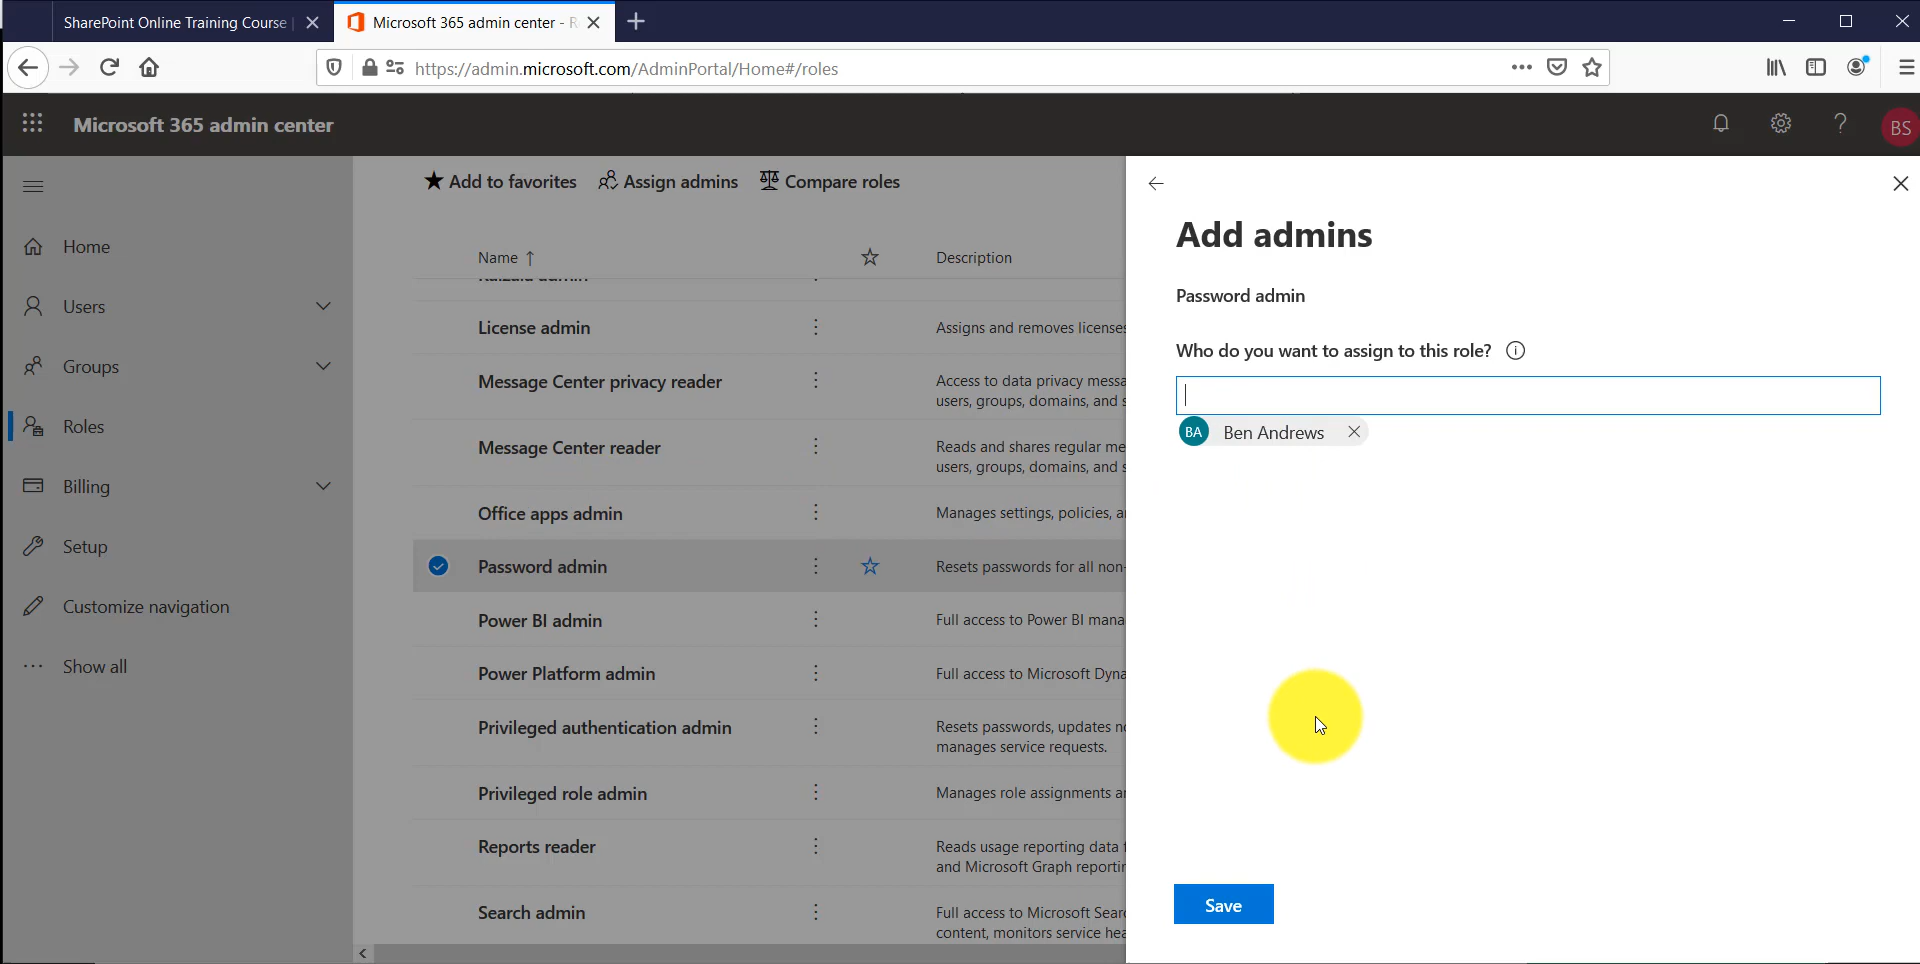 SharePoint Online Training Course
Microsoft 365 admin center - R
https://admin.microsoft.com/AdminPortal/Home#/roles
Microsoft 365 admin center
BS
Home
Users
Groups
Roles
Billing
Setup
Customize navigation
Show all
Add to favorites
Assign admins
Compare roles
Name ↑
Description
License admin
Assigns and removes licenses
Message Center privacy reader
Access to data privacy messa
users, groups, domains, and s
Message Center reader
Reads and shares regular me
users, groups, domains, and s
Office apps admin
Manages settings, policies, a
Password admin
Resets passwords for all non-
Power BI admin
Full access to Power BI mana
Power Platform admin
Full access to Microsoft Dyna
Privileged authentication admin
Resets passwords, updates n
manages service requests.
Privileged role admin
Manages role assignments a
Reports reader
Reads usage reporting data
and Microsoft Graph reporti
Search admin
Full access to Microsoft Sear
content, monitors service hea
Add admins
Password admin
Who do you want to assign to this role?
BA Ben Andrews
Save